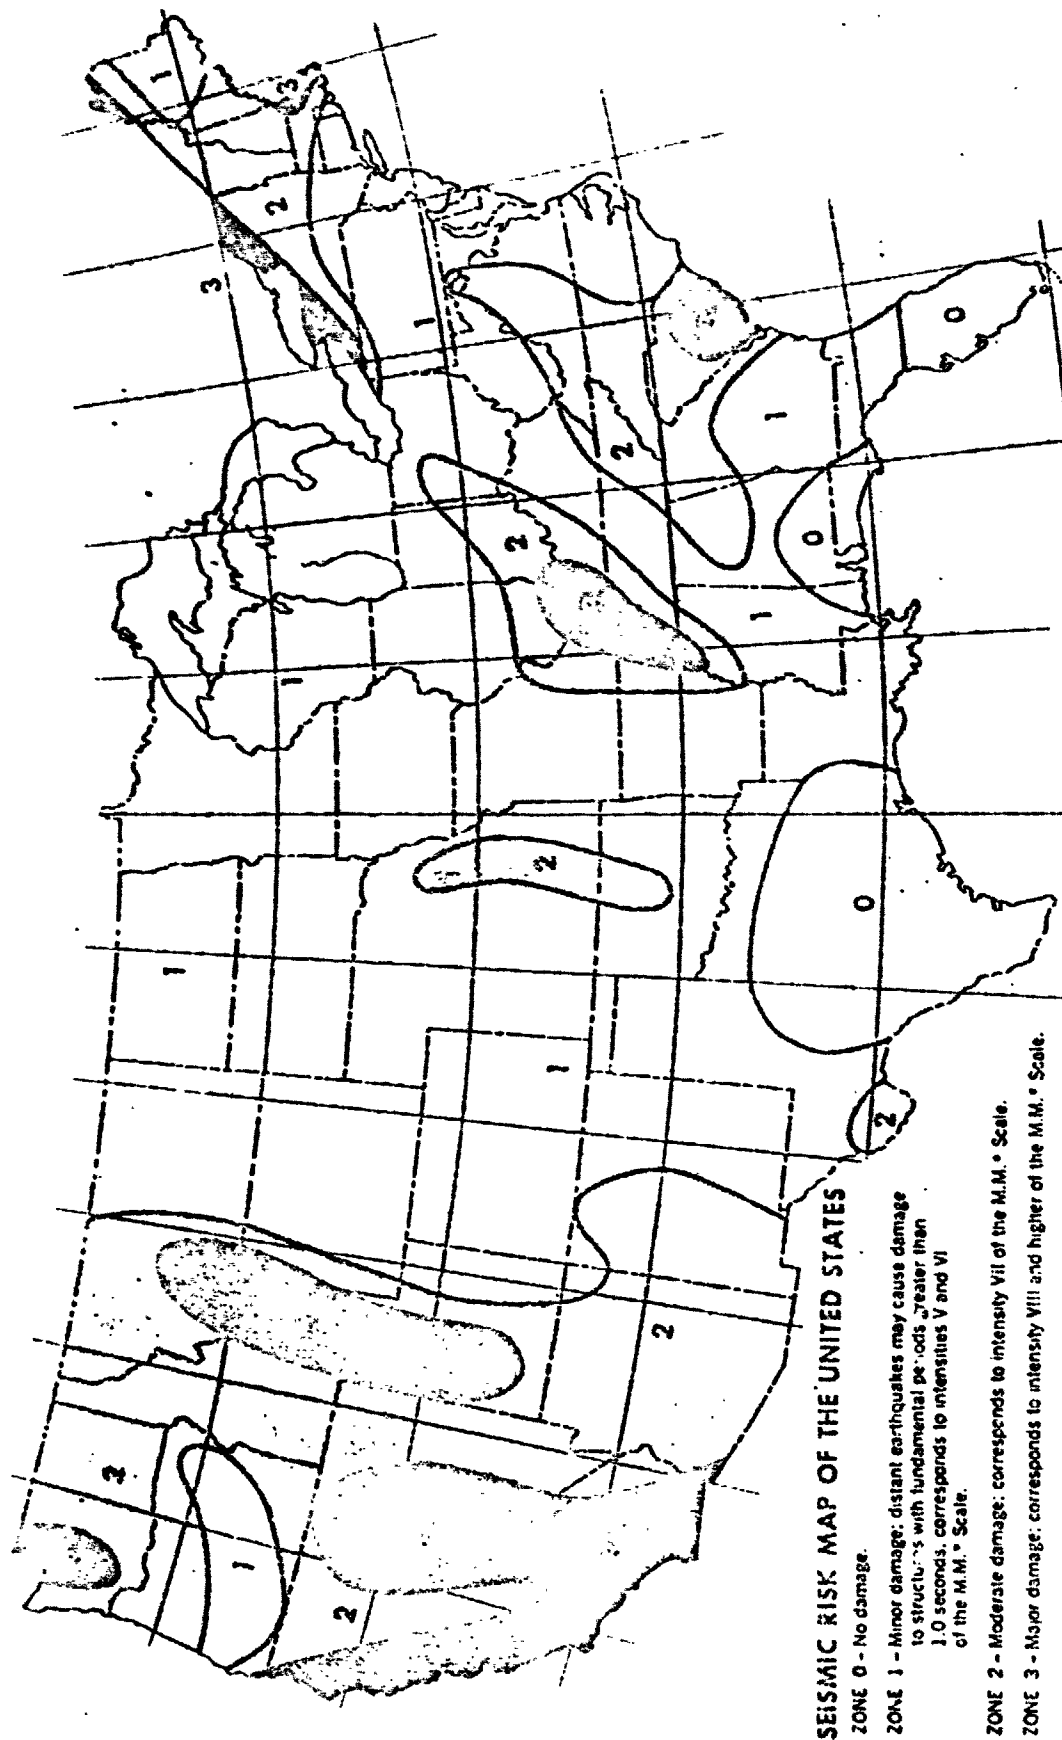 SEISMIC RISK MAP OF THE UNITED STATES
ZONE 0 - No damage.
ZONE 1 - Minor damage; distant earthquakes may cause damage
to structures with fundamental periods greater than
1.0 seconds, corresponds to intensities V and VI
of the M.M.* Scale.
ZONE 2 - Moderate damage; corresponds to intensity VII of the M.M.* Scale.
ZONE 3 - Major damage; corresponds to intensity VIII and higher of the M.M.* Scale.
2
1
2
2
1
1
2
0
2
1
2
3
1
0
2
1
1
0
3
2
1
3